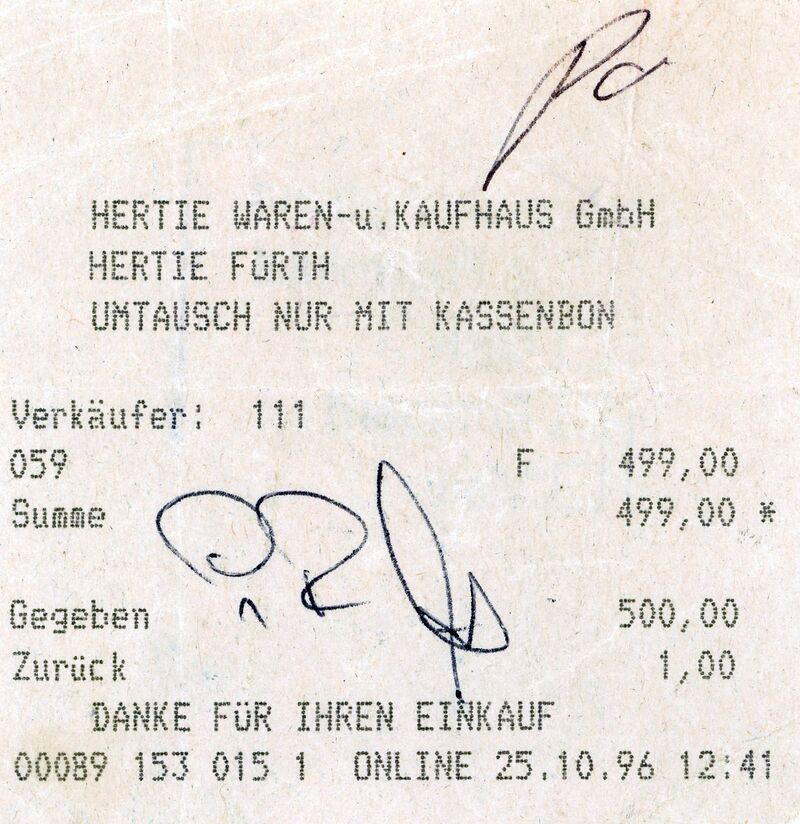 HERTIE WAREN-u.KAUFHAUS GmbH
HERTIE FüRTH
UMTAUSCH NUR MIT KASSENBON
Verkäufer: 111
059 F 499,00
Summe 499,00 *
Gegeben 500,00
Zurück 1,00
DANKE FüR IHREN EINKAUF
00089 153 015 1 ONLINE 25.10.96 12:41